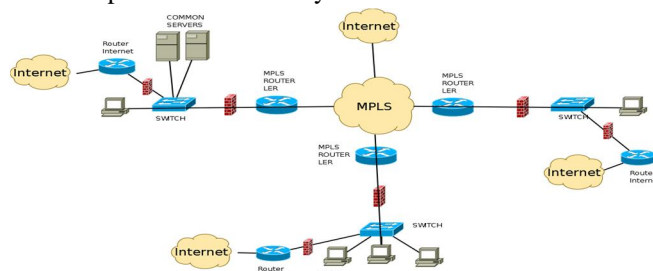 COMMON
SERVERS
Internet
Router
Internet
Internet
SWITCH
MPLS
ROUTER
LER
MPLS
MPLS
ROUTER
LER
SWITCH
MPLS
ROUTER
LER
Internet
Router
SWITCH
Internet
Router